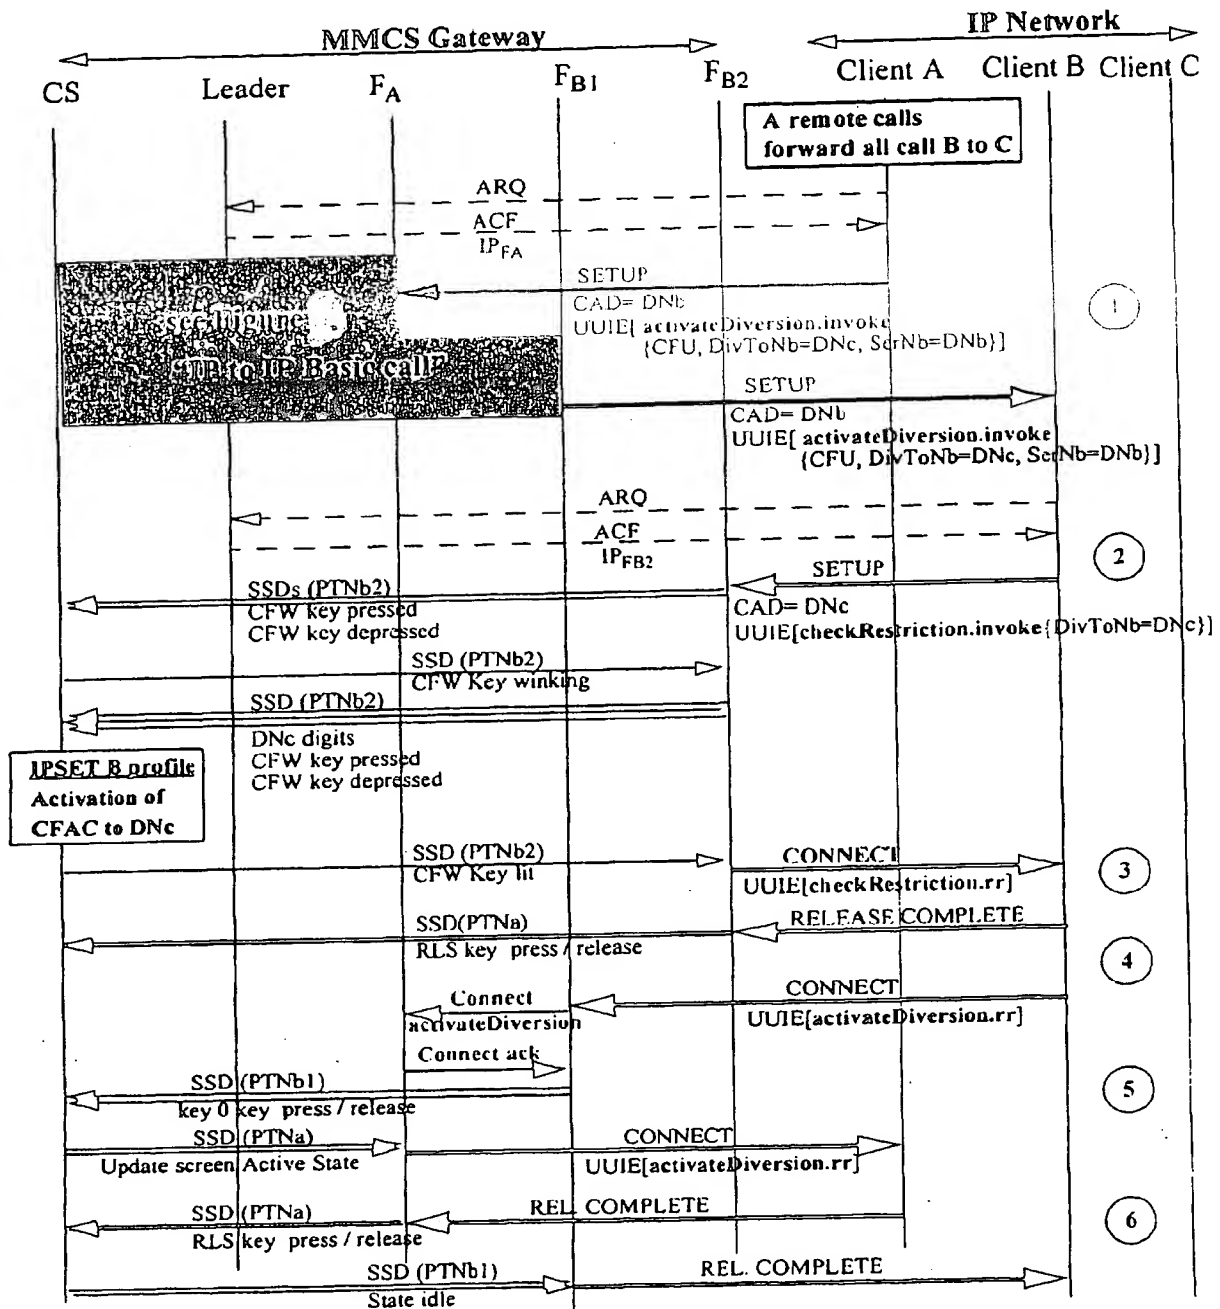 MMCS Gateway
IP Network
CS
Leader
FA
FB1
FB2
Client A
Client B
Client C
A remote calls
forward all call B to C
ARQ
ACF
IPFA
SETUP
CAD= DNb
UUIE[ activateDiversion.invoke
{CFU, DivToNb=DNc, ScrNb=DNb}]
1
see Figure
IP to IP Basic call
SETUP
CAD= DNb
UUIE[ activateDiversion.invoke
{CFU, DivToNb=DNc, ScrNb=DNb}]
ARQ
ACF
IPFB2
2
SETUP
CAD= DNc
UUIE[checkRestriction.invoke{DivToNb=DNc}]
SSDs (PTNb2)
CFW key pressed
CFW key depressed
SSD (PTNb2)
CFW Key winking
SSD (PTNb2)
DNc digits
CFW key pressed
CFW key depressed
IPSET B profile
Activation of
CFAC to DNc
SSD (PTNb2)
CFW Key lit
CONNECT
UUIE[checkRestriction.rr]
3
RELEASE COMPLETE
SSD(PTNa)
RLS key press / release
4
CONNECT
UUIE[activateDiversion.rr]
Connect
activateDiversion
Connect ack
SSD (PTNb1)
key 0 key press / release
5
SSD (PTNa)
Update screen Active State
CONNECT
UUIE[activateDiversion.rr]
REL. COMPLETE
SSD (PTNa)
RLS key press / release
6
SSD (PTNb1)
State idle
REL. COMPLETE